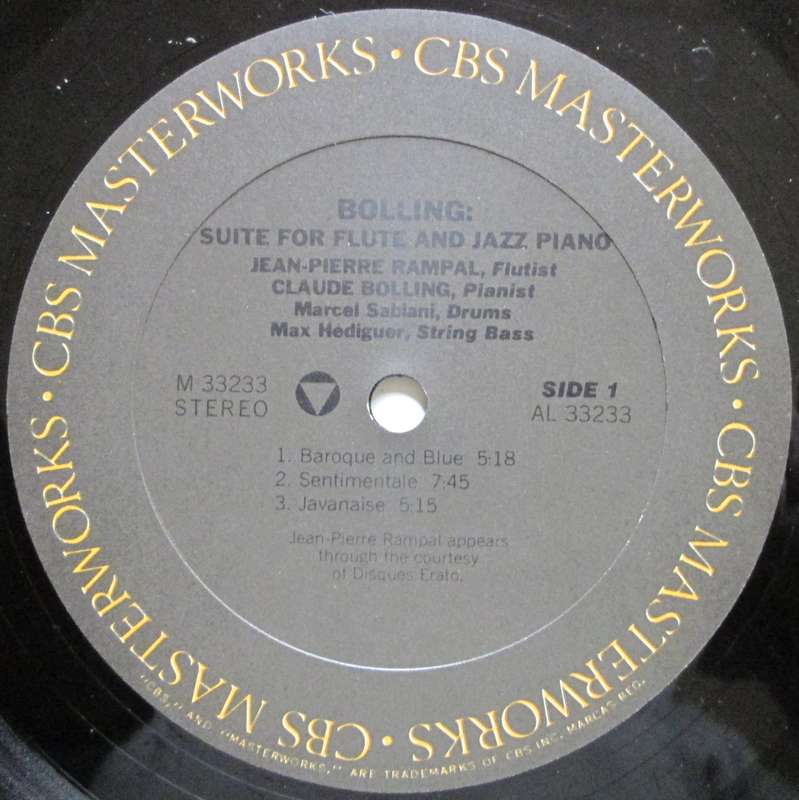 CBS MASTERWORKS • CBS MASTERWORKS • CBS MASTERWORKS • CBS MASTERWORKS • CBS MASTERWORKS •
BOLLING:
SUITE FOR FLUTE AND JAZZ PIANO
JEAN-PIERRE RAMPAL, Flutist
CLAUDE BOLLING, Pianist
Marcel Sabiani, Drums
Max Hédiguer, String Bass
M 33233
STEREO
SIDE 1
AL 33233
1. Baroque and Blue 5:18
2. Sentimentale 7:45
3. Javanaise 5:15
Jean-Pierre Rampal appears
through the courtesy
of Disques Erato.
"CBS," AND "MASTERWORKS," ARE TRADEMARKS OF CBS INC. MARCAS REG.